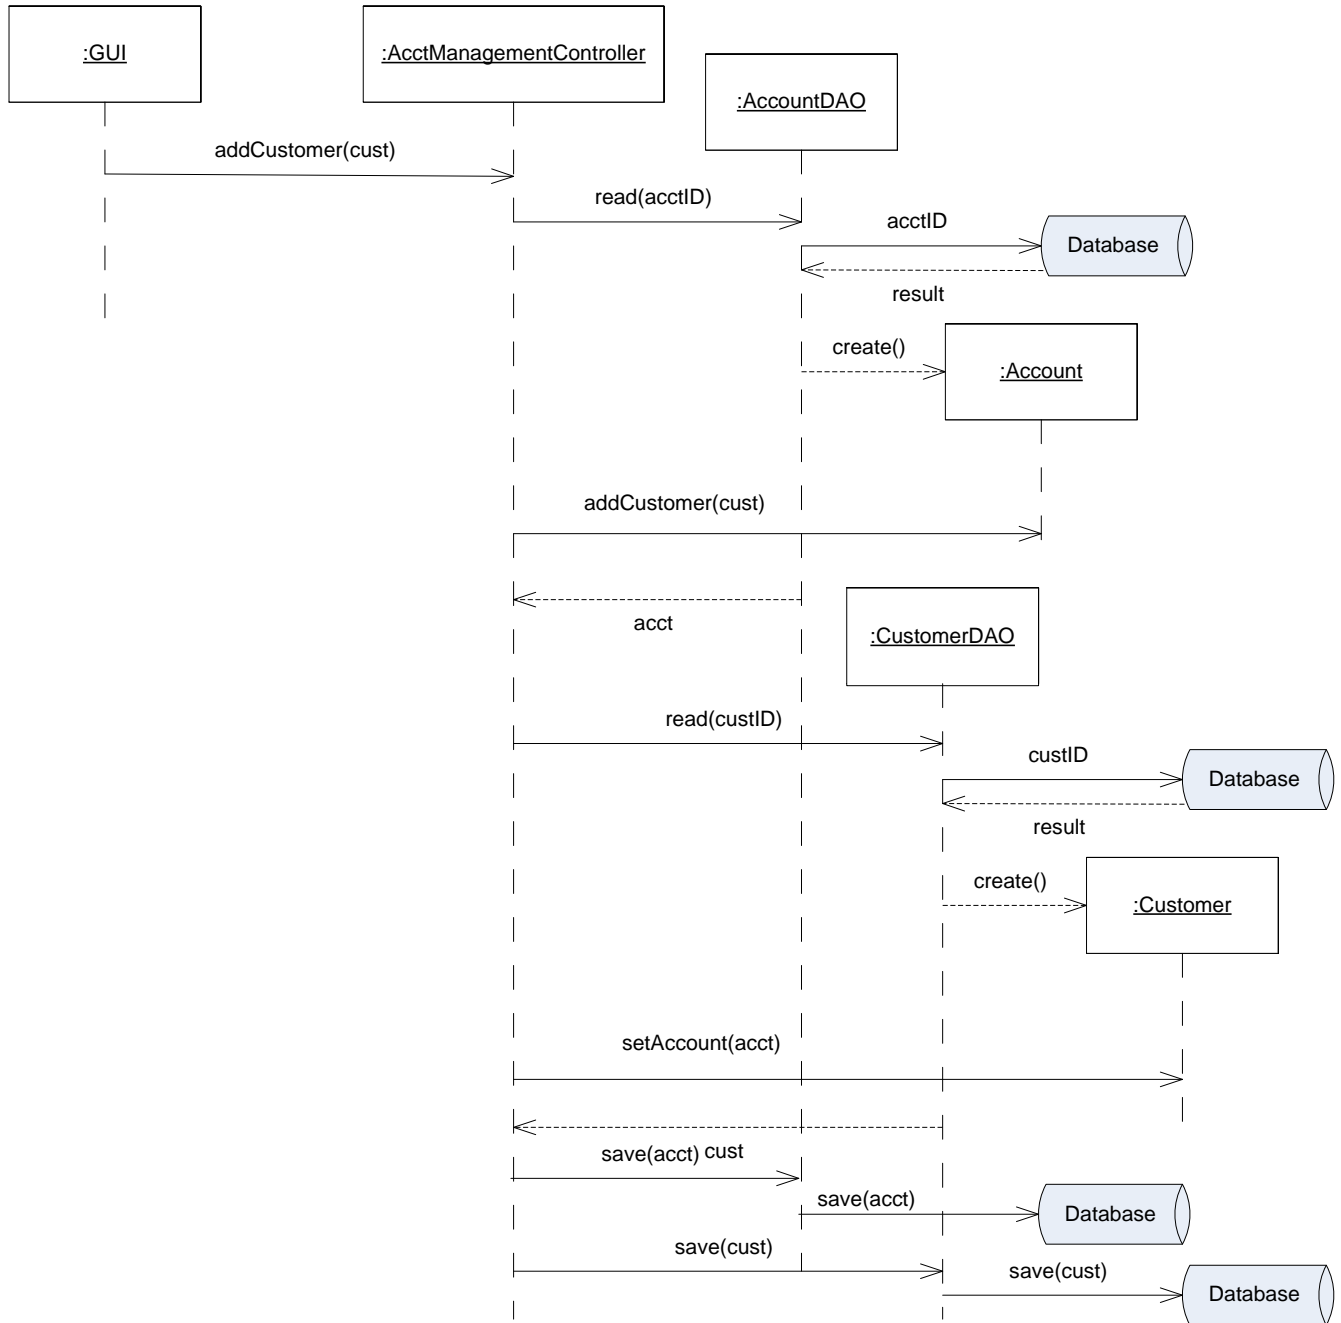 :GUI
:AcctManagementController
:AccountDAO
addCustomer(cust)
read(acctID)
acctID
Database
result
create()
:Account
addCustomer(cust)
acct
:CustomerDAO
read(custID)
custID
Database
result
create()
:Customer
setAccount(acct)
save(acct) cust
save(acct)
Database
save(cust)
save(cust)
Database